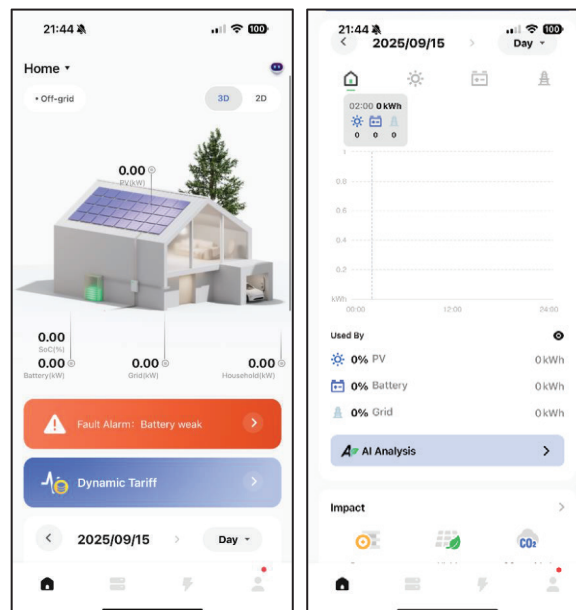 21:44
100
Home
• Off-grid
3D 2D
0.00
PV(kW)
0.00
SoC(%)
0.00
Battery(kW)
0.00
Grid(kW)
0.00
Household(kW)
Fault Alarm: Battery weak
Dynamic Tariff
2025/09/15
Day
21:44
100
2025/09/15
Day
02:00 0 kWh
0 0 0
1
0.8
0.6
0.4
0.2
kWh
00:00 12:00 24:00
Used By
0% PV 0 kWh
0% Battery 0 kWh
0% Grid 0 kWh
AI Analysis
Impact
CO₂